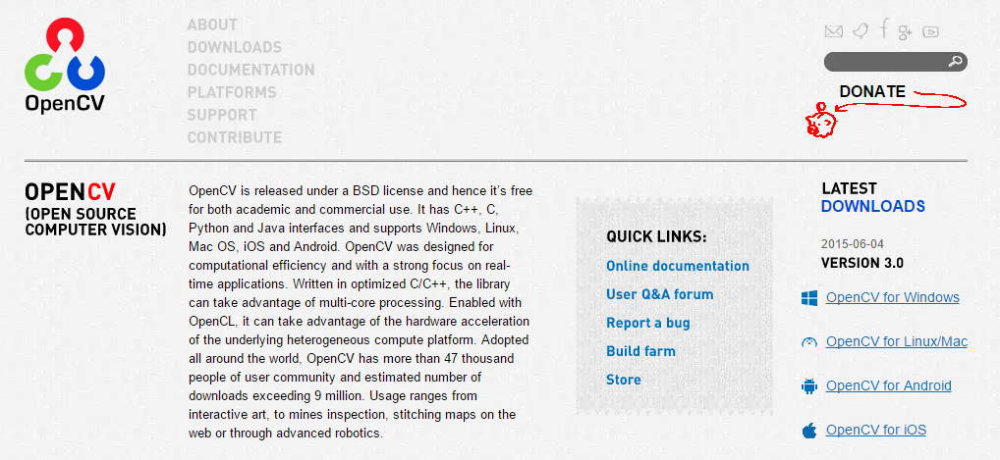 OpenCV
ABOUT
DOWNLOADS
DOCUMENTATION
PLATFORMS
SUPPORT
CONTRIBUTE
DONATE
OPENCV
(OPEN SOURCE
COMPUTER VISION)
OpenCV is released under a BSD license and hence it's free
for both academic and commercial use. It has C++, C,
Python and Java interfaces and supports Windows, Linux,
Mac OS, iOS and Android. OpenCV was designed for
computational efficiency and with a strong focus on real-
time applications. Written in optimized C/C++, the library
can take advantage of multi-core processing. Enabled with
OpenCL, it can take advantage of the hardware acceleration
of the underlying heterogeneous compute platform. Adopted
all around the world, OpenCV has more than 47 thousand
people of user community and estimated number of
downloads exceeding 9 million. Usage ranges from
interactive art, to mines inspection, stitching maps on the
web or through advanced robotics.
QUICK LINKS:
Online documentation
User Q&A forum
Report a bug
Build farm
Store
LATEST
DOWNLOADS
2015-06-04
VERSION 3.0
OpenCV for Windows
OpenCV for Linux/Mac
OpenCV for Android
OpenCV for iOS